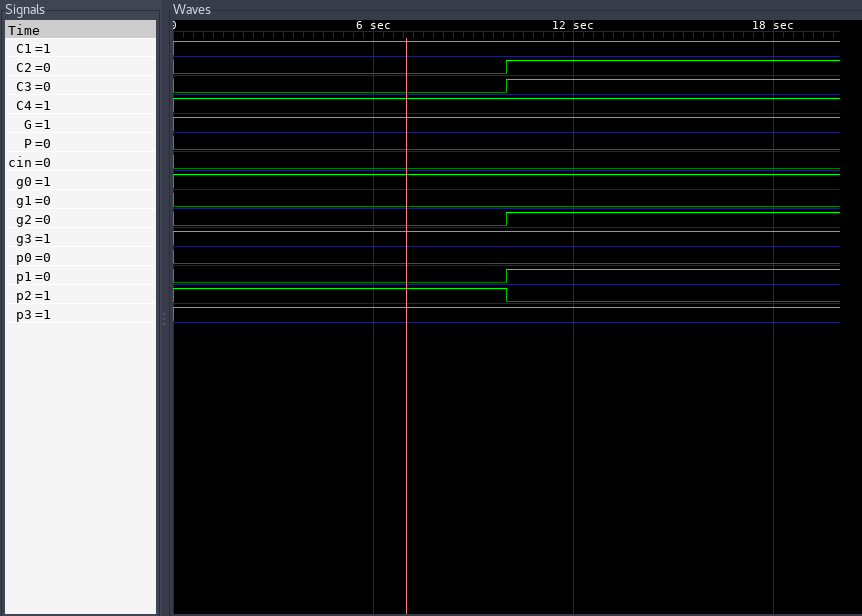 Signals
Waves
Time
0 6 sec 12 sec 18 sec
C1=1
C2=0
C3=0
C4=1
G=1
P=0
cin=0
g0=1
g1=0
g2=0
g3=1
p0=0
p1=0
p2=1
p3=1